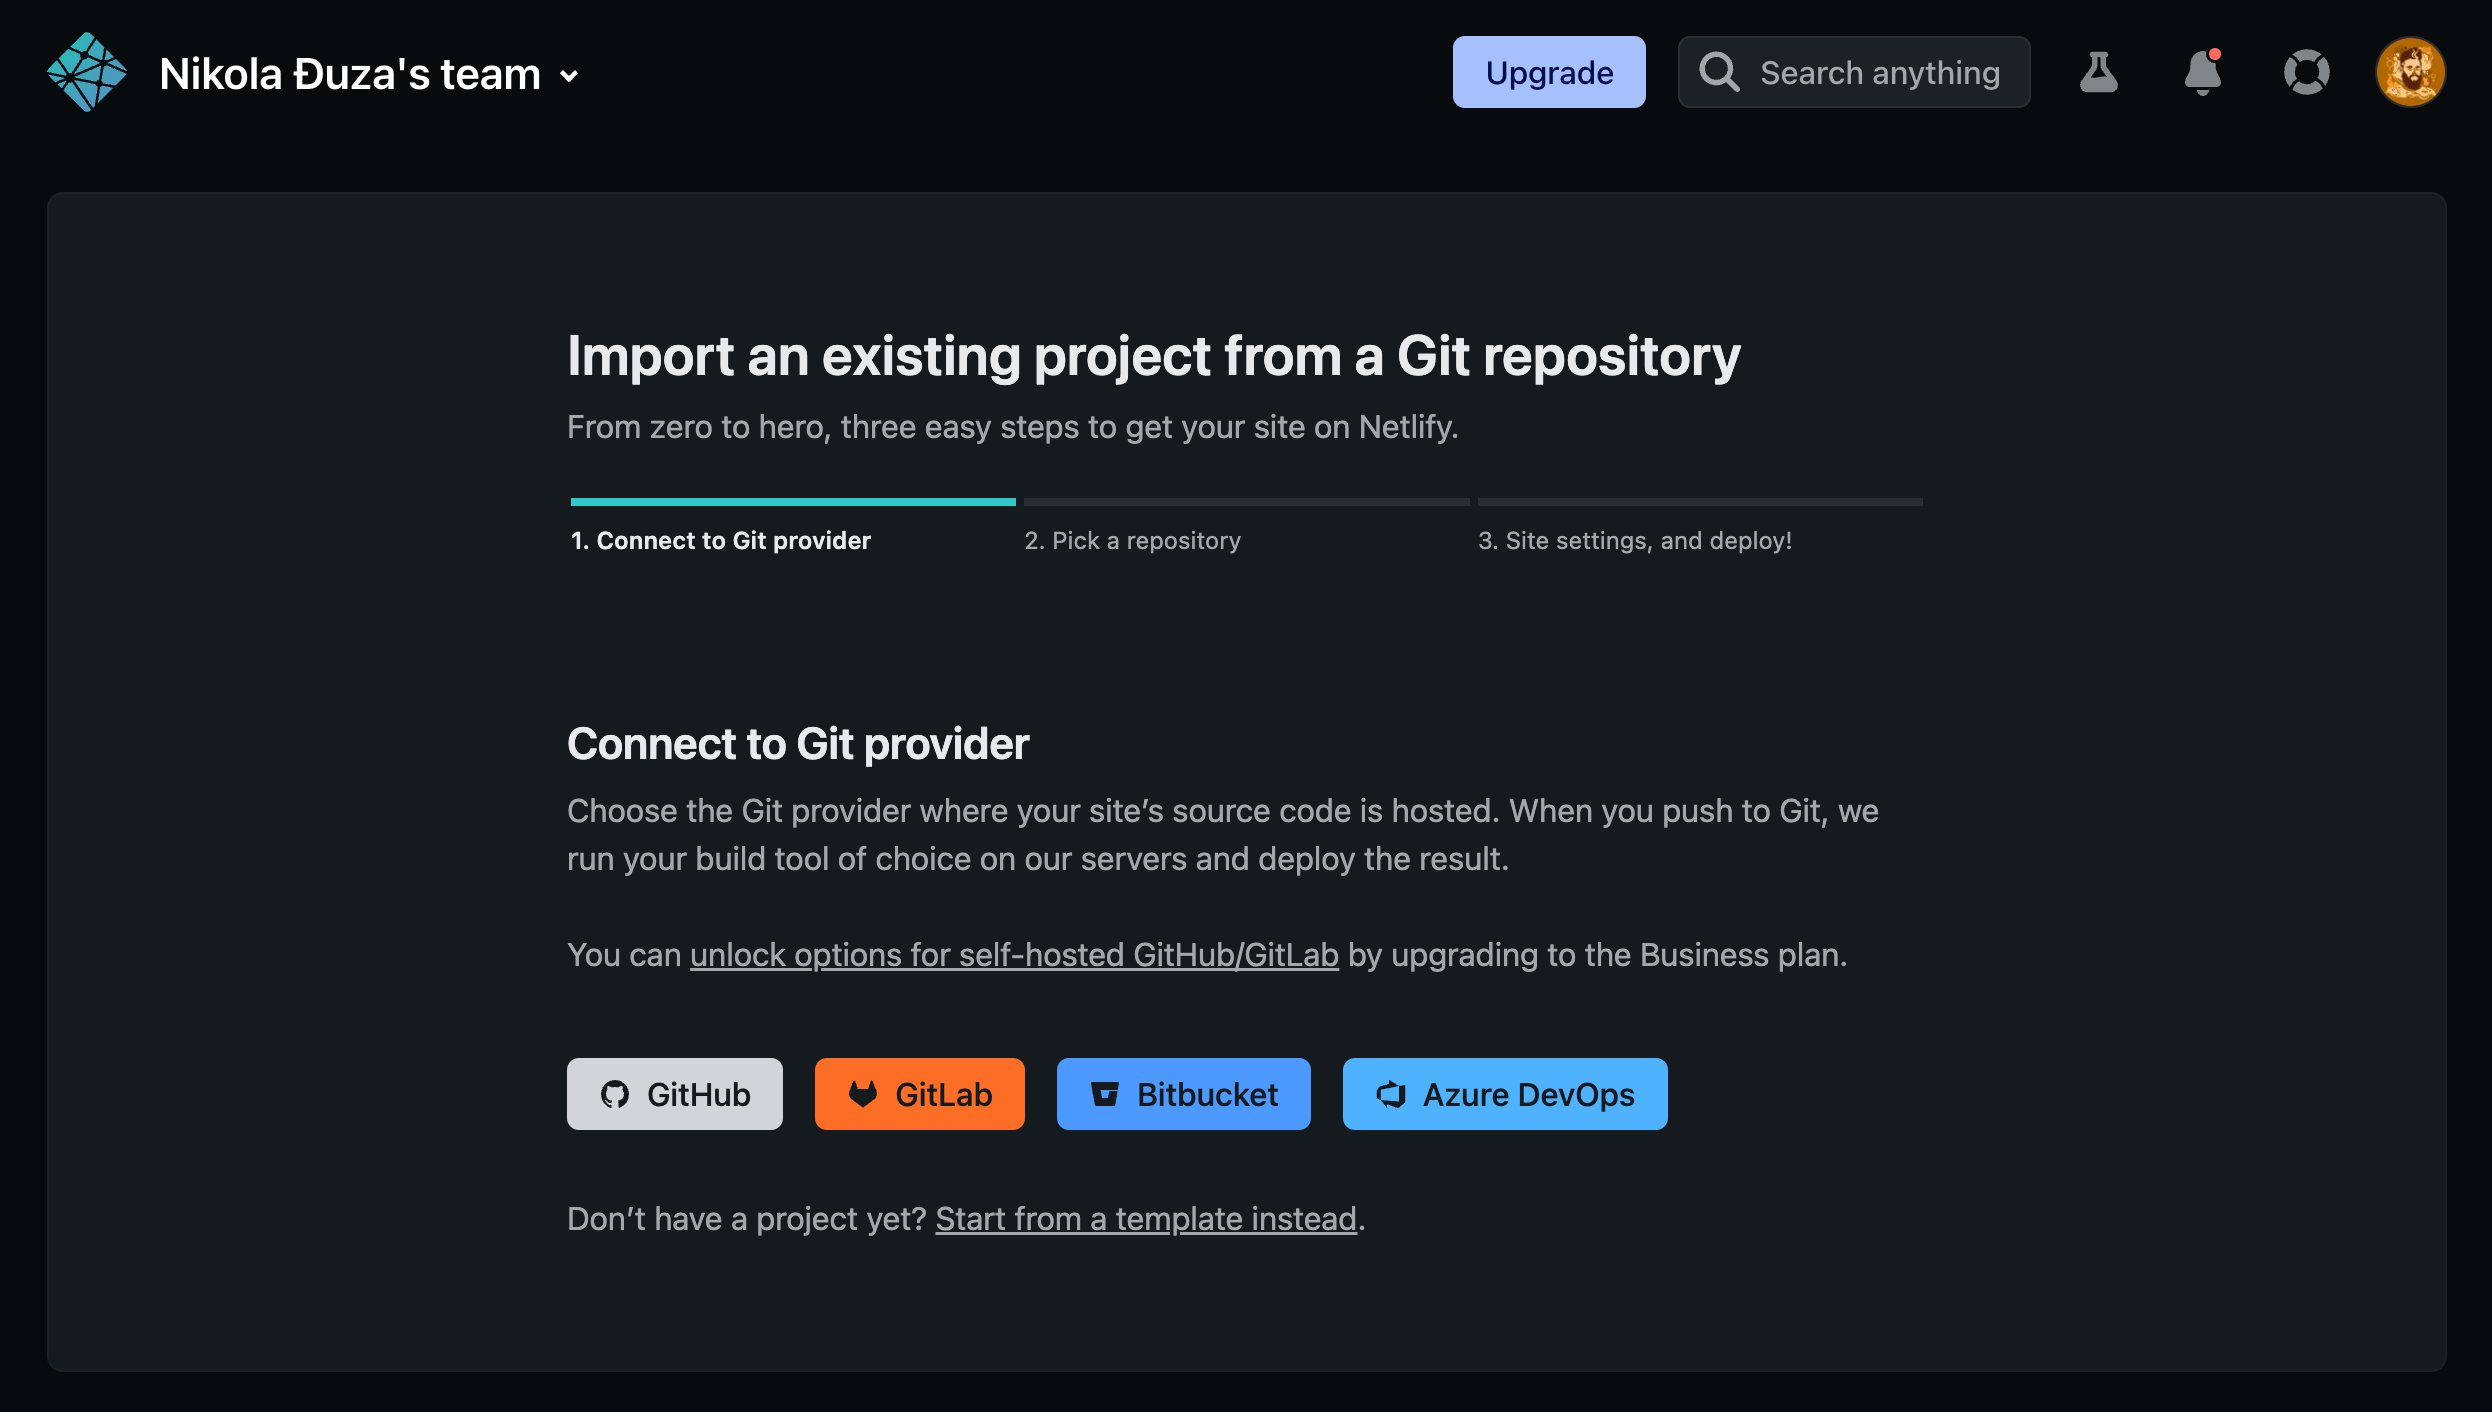 Nikola Đuza's team
Upgrade
Search anything
Import an existing project from a Git repository
From zero to hero, three easy steps to get your site on Netlify.
1. Connect to Git provider
2. Pick a repository
3. Site settings, and deploy!
Connect to Git provider
Choose the Git provider where your site’s source code is hosted. When you push to Git, we
run your build tool of choice on our servers and deploy the result.
You can unlock options for self-hosted GitHub/GitLab by upgrading to the Business plan.
GitHub
GitLab
Bitbucket
Azure DevOps
Don’t have a project yet? Start from a template instead.